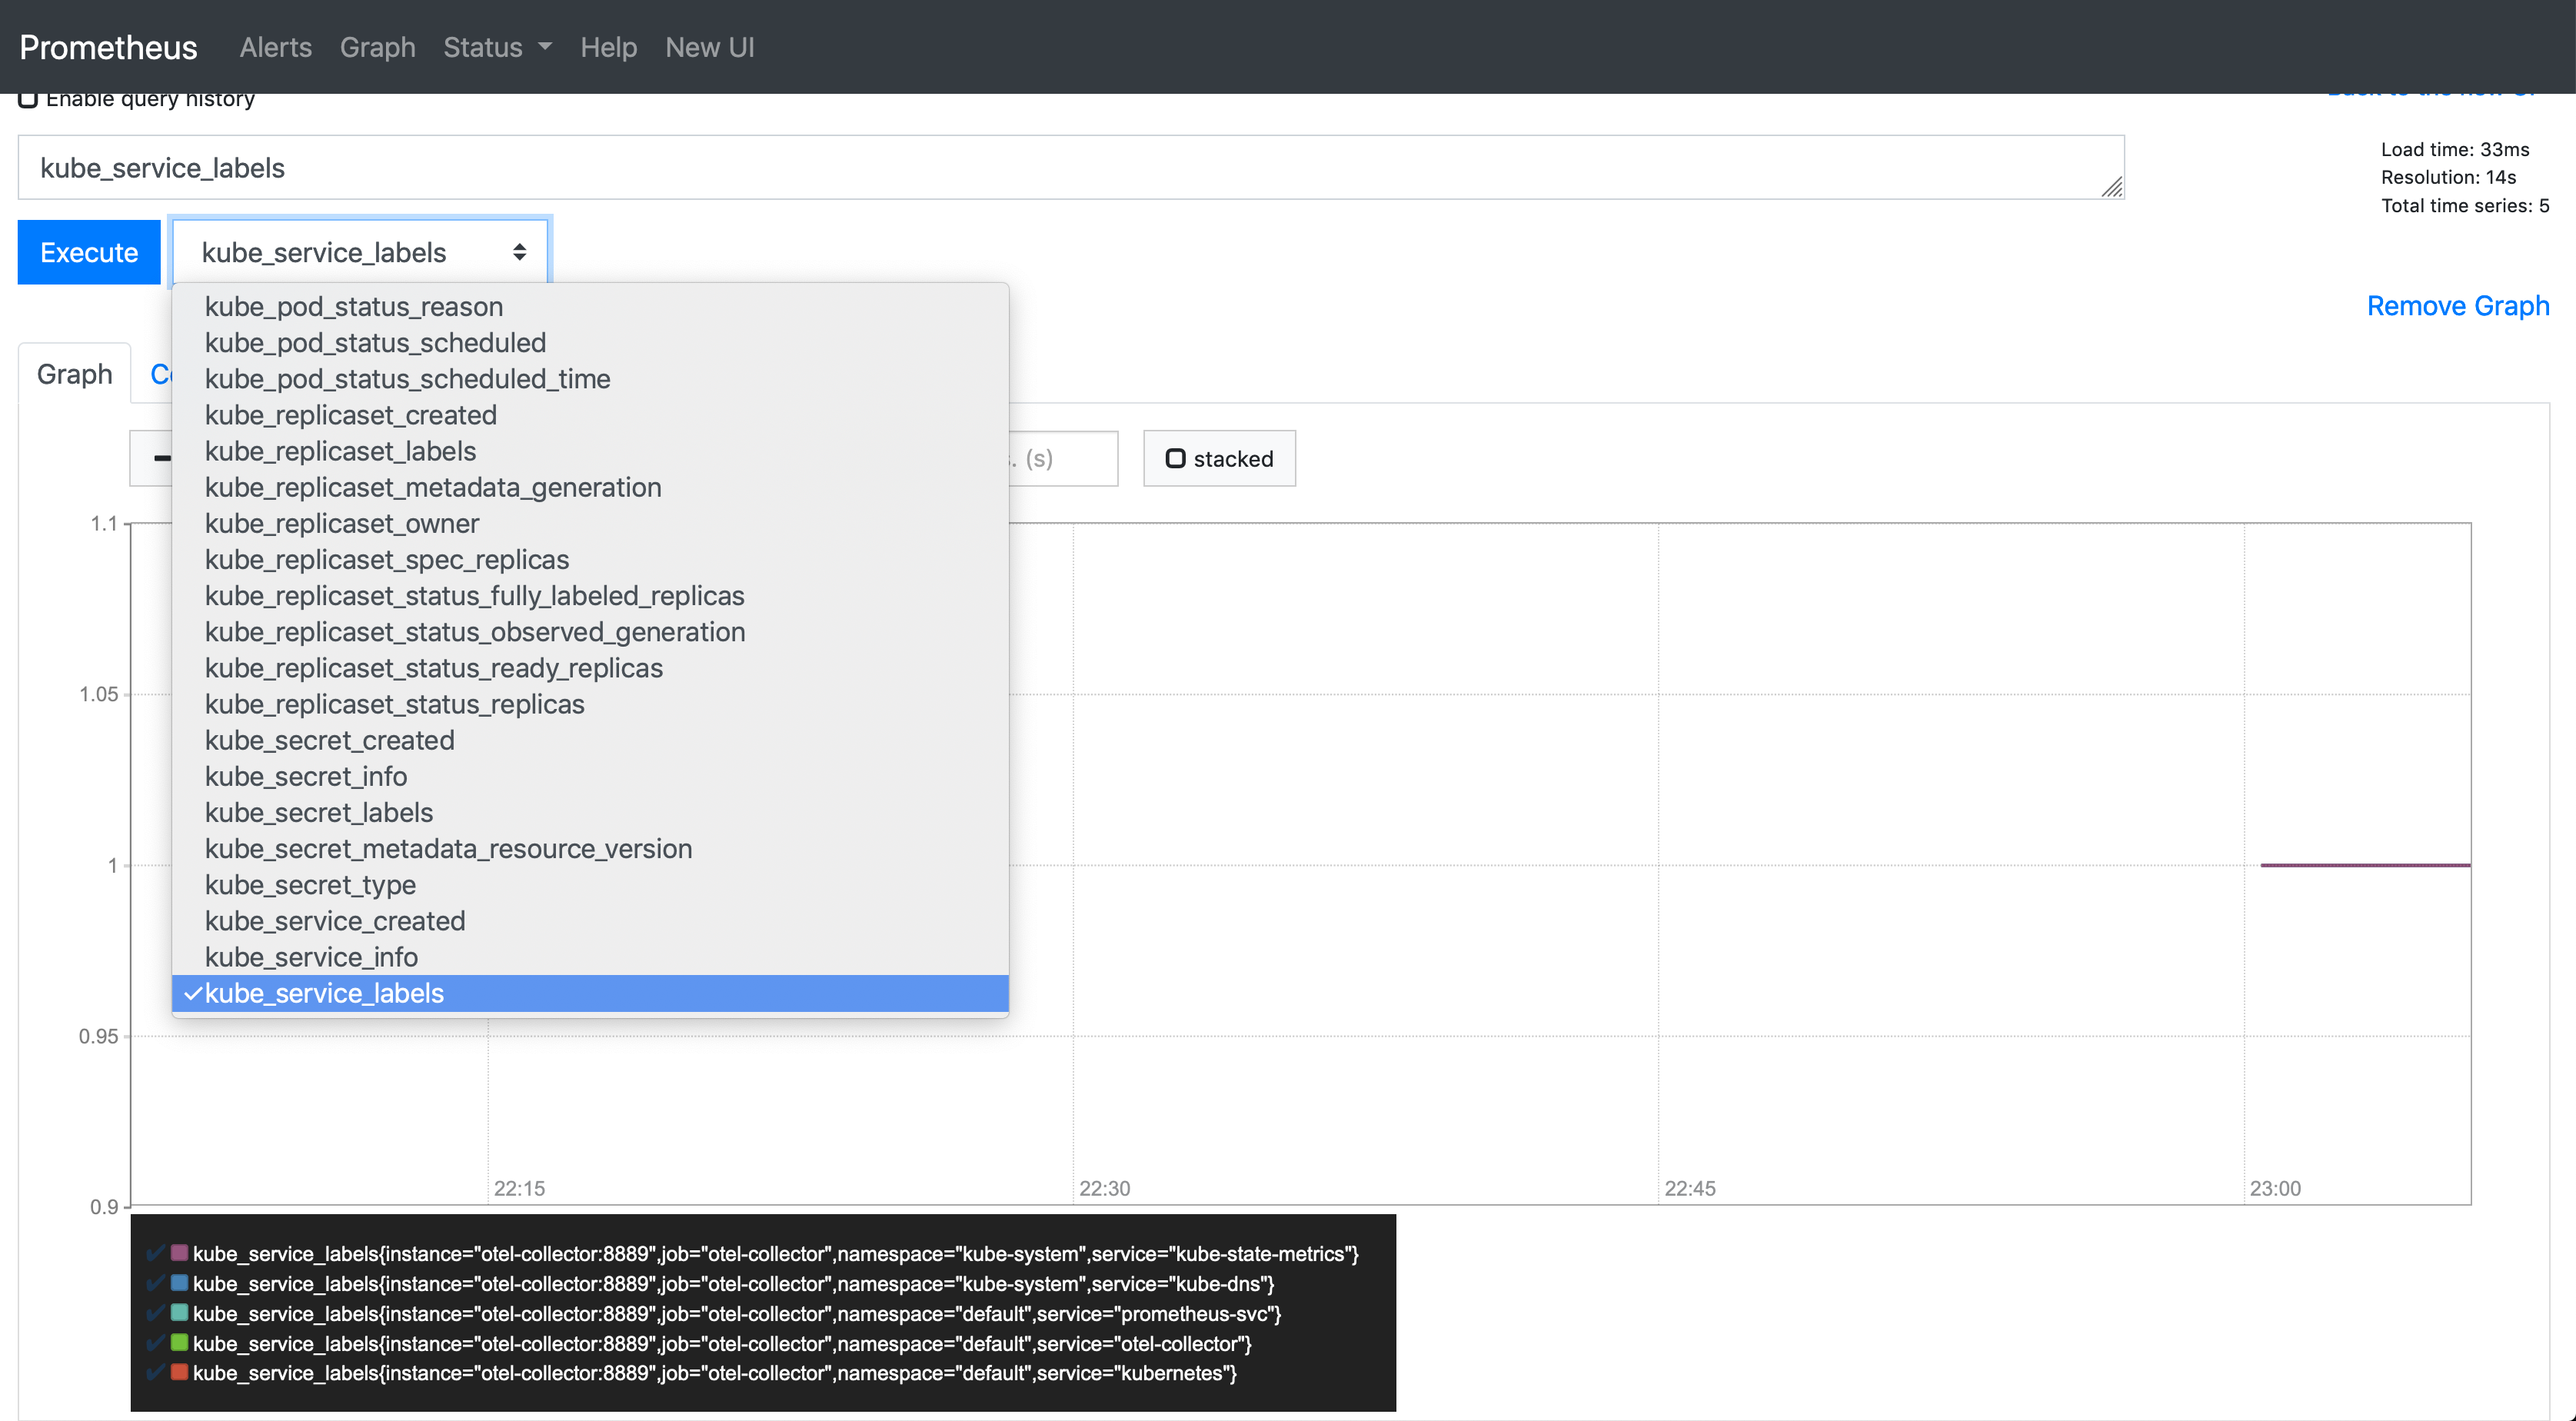 Prometheus Alerts Graph Status Help New UI
Enable query history
kube_service_labels
Load time: 33ms
Resolution: 14s
Total time series: 5
Execute kube_service_labels
Remove Graph
Graph
kube_pod_status_reason
kube_pod_status_scheduled
kube_pod_status_scheduled_time
kube_replicaset_created
kube_replicaset_labels
kube_replicaset_metadata_generation
kube_replicaset_owner
kube_replicaset_spec_replicas
kube_replicaset_status_fully_labeled_replicas
kube_replicaset_status_observed_generation
kube_replicaset_status_ready_replicas
kube_replicaset_status_replicas
kube_secret_created
kube_secret_info
kube_secret_labels
kube_secret_metadata_resource_version
kube_secret_type
kube_service_created
kube_service_info
✓kube_service_labels
(s) stacked
1.1
1.05
1
0.95
0.9
22:15 22:30 22:45 23:00
✔ kube_service_labels{instance="otel-collector:8889",job="otel-collector",namespace="kube-system",service="kube-state-metrics"}
✔ kube_service_labels{instance="otel-collector:8889",job="otel-collector",namespace="kube-system",service="kube-dns"}
✔ kube_service_labels{instance="otel-collector:8889",job="otel-collector",namespace="default",service="prometheus-svc"}
✔ kube_service_labels{instance="otel-collector:8889",job="otel-collector",namespace="default",service="otel-collector"}
✔ kube_service_labels{instance="otel-collector:8889",job="otel-collector",namespace="default",service="kubernetes"}